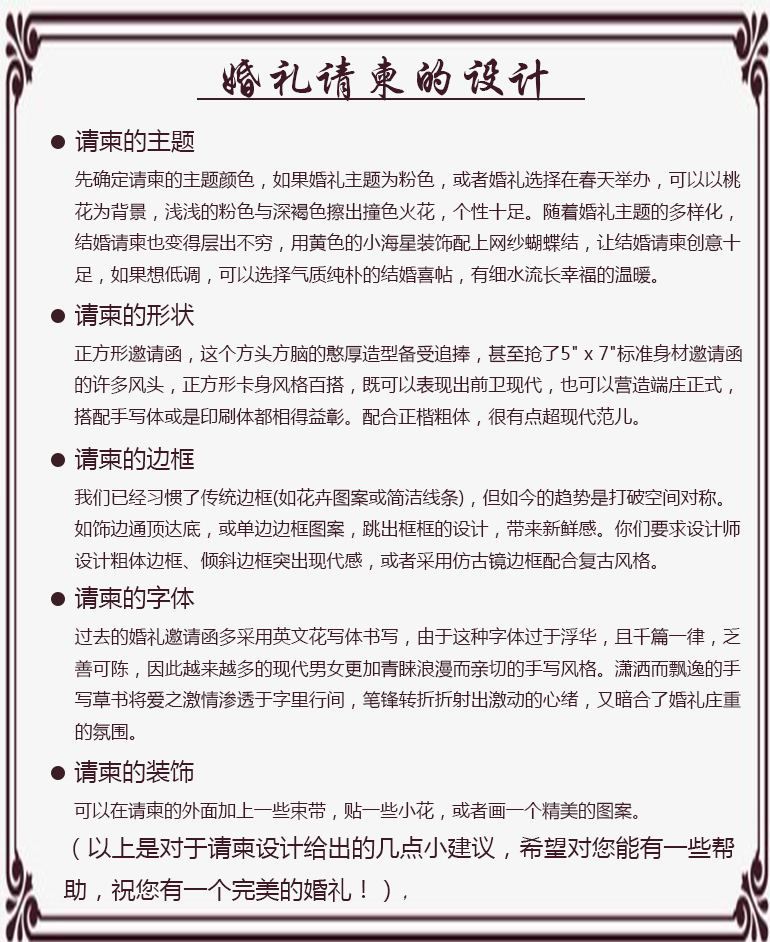 婚礼请柬的设计
● 请柬的主题
先确定请柬的主题颜色，如果婚礼主题为粉色，或者婚礼选择在春天举办，可以以桃
花为背景，浅浅的粉色与深褐色擦出撞色火花，个性十足。随着婚礼主题的多样化，
结婚请柬也变得层出不穷，用黄色的小海星装饰配上网纱蝴蝶结，让结婚请柬创意十
足，如果想低调，可以选择气质纯朴的结婚喜帖，有细水流长幸福的温暖。
● 请柬的形状
正方形邀请函，这个方头方脑的憨厚造型备受追捧，甚至抢了5" x 7"标准身材邀请函
的许多风头，正方形卡身风格百搭，既可以表现出前卫现代，也可以营造端庄正式，
搭配手写体或是印刷体都相得益彰。配合正楷粗体，很有点超现代范儿。
● 请柬的边框
我们已经习惯了传统边框(如花卉图案或简洁线条)，但如今的趋势是打破空间对称。
如饰边通顶达底，或单边边框图案，跳出框框的设计，带来新鲜感。你们要求设计师
设计粗体边框、倾斜边框突出现代感，或者采用仿古镜边框配合复古风格。
● 请柬的字体
过去的婚礼邀请函多采用英文花写体书写，由于这种字体过于浮华，且千篇一律，乏
善可陈，因此越来越多的现代男女更加青睐浪漫而亲切的手写风格。潇洒而飘逸的手
写草书将爱之激情渗透于字里行间，笔锋转折折射出激动的心绪，又暗合了婚礼庄重
的氛围。
● 请柬的装饰
可以在请柬的外面加上一些束带，贴一些小花，或者画一个精美的图案。
（以上是对于请柬设计给出的几点小建议，希望对您能有一些帮
助，祝您有一个完美的婚礼！），